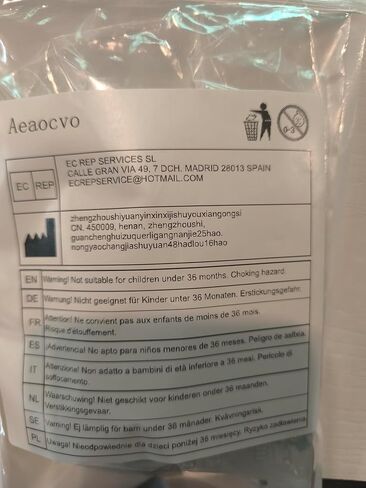 Aeaocvo
0-3
EC REP
EC REP SERVICES SL
CALLE GRAN VIA 49, 7 DCH. MADRID 28013 SPAIN
ECREPSERVICE@HOTMAIL.COM
zhengzhoushiyuanyinxinxijishuyouxiangongsi
CN. 450009, henan, zhengzhoushi,
guanchenghuizuquerligangnanjie25hao.
nongyaochangjiashuyuan48hadlou16hao
EN Warning! Not suitable for children under 36 months. Choking hazard.
DE Warnung! Nicht geeignet für Kinder unter 36 Monaten. Erstickungsgefahr.
FR Attention! Ne convient pas aux enfants de moins de 36 mois.
Risque d'étouffement.
ES ¡Advertencia! No apto para niños menores de 36 meses. Peligro de asfixia.
IT Attenzione! Non adatto a bambini di età inferiore a 36 mesi. Pericolo di
soffocamento.
NL Waarschuwing! Niet geschikt voor kinderen onder 36 maanden.
Verstikkingsgevaar.
SE Varning! Ej lämplig för barn under 36 månader. Kvävningsrisk.
PL Uwaga! Nieodpowiednie dla dzieci poniżej 36 miesięcy. Ryzyko zadławienia.